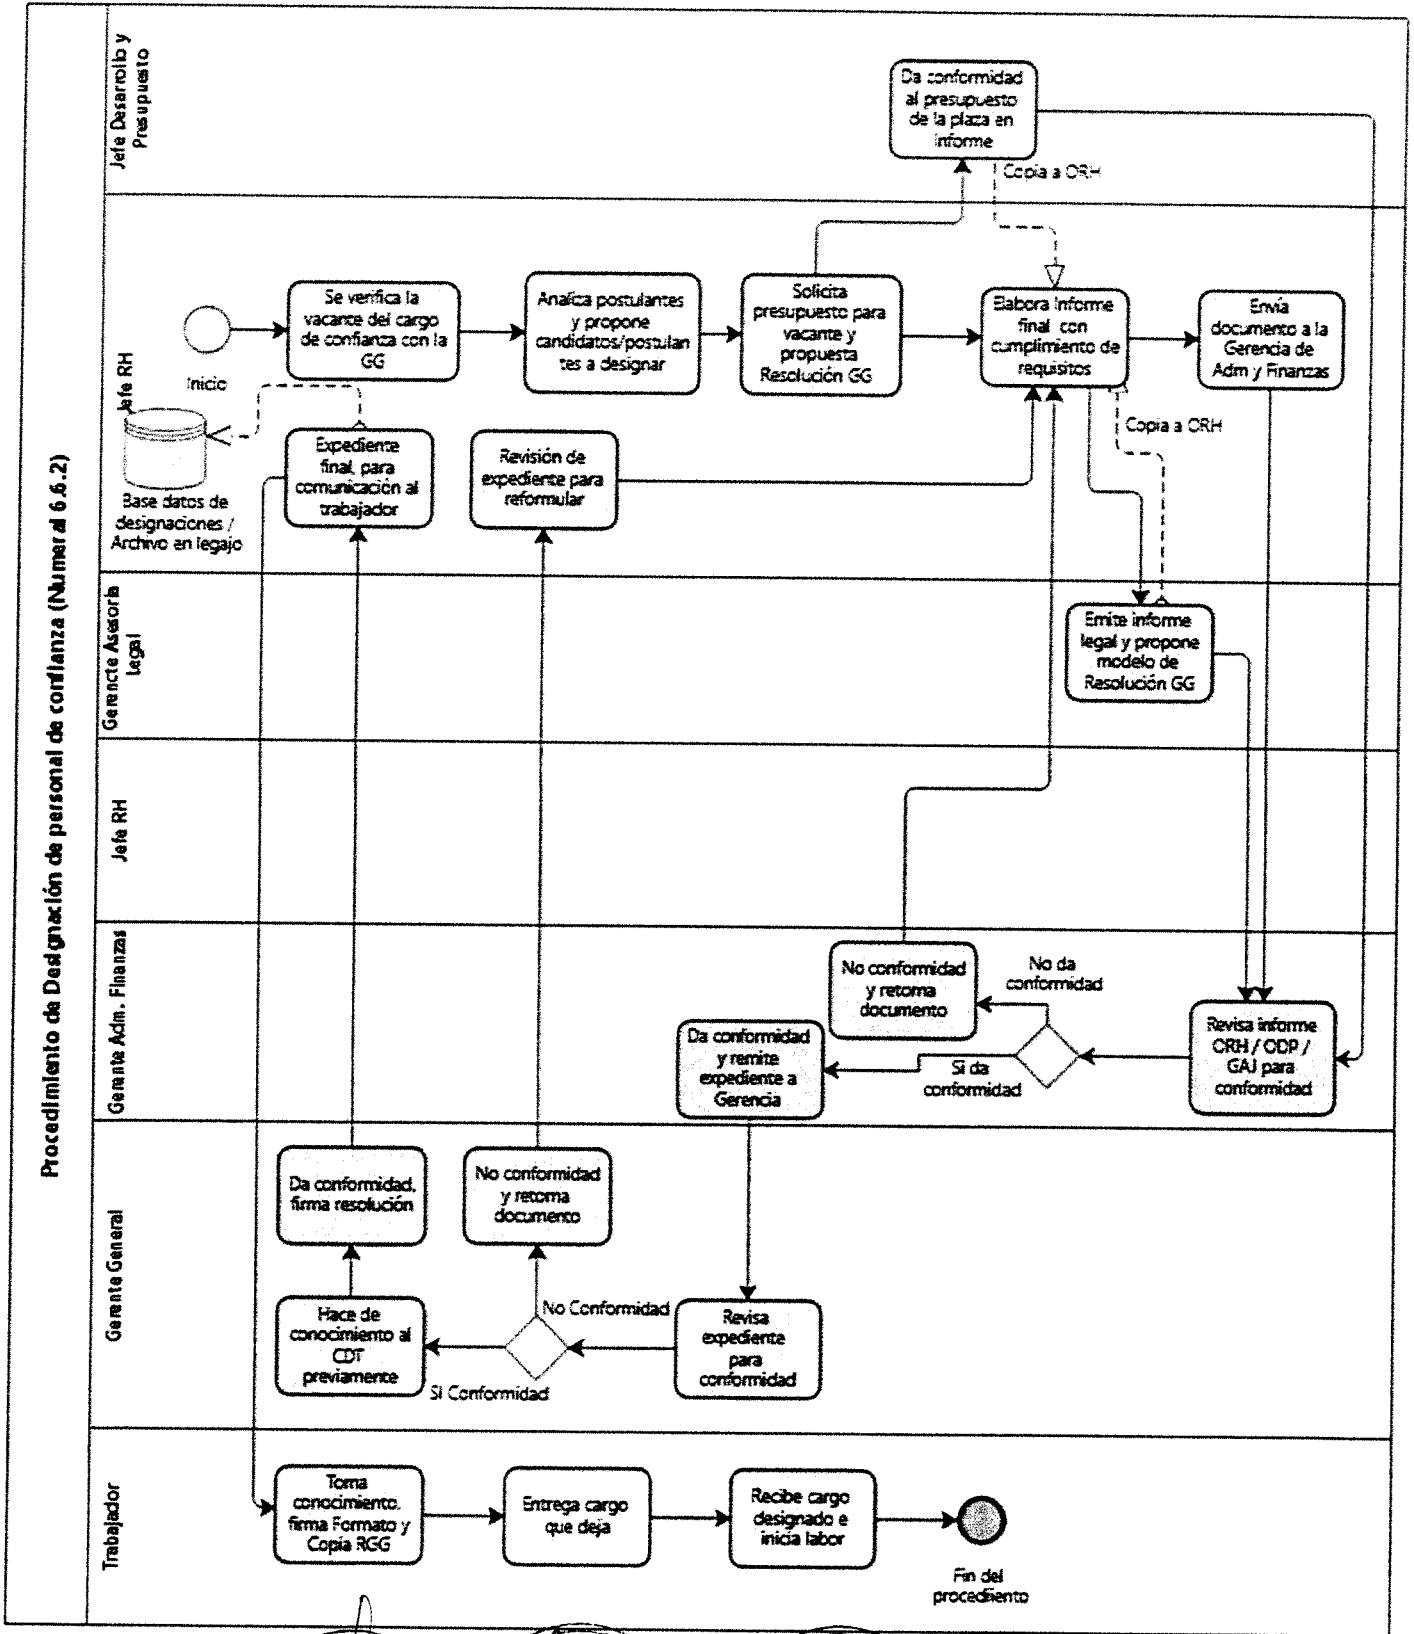 Procedimiento de Designación de personal de confianza (Numeral 6.6.2)
Jefe Desarrollo y
Presupuesto
Da conformidad
al presupuesto
de la plaza en
Informe
Copia a ORH
Jefe RH
Inicio
Se verifica la
vacante del cargo
de confianza con la
GG
Analiza postulantes
y propone
candidatos/postulan
tes a designar
Solicita
presupuesto para
vacante y
propuesta
Resolución GG
Elabora Informe
final con
cumplimiento de
requisitos
Envía
documento a la
Gerencia de
Adm y Finanzas
Copia a ORH
Base datos de
designaciones /
Archivo en legajo
Expediente
final, para
comunicación al
trabajador
Revisión de
expediente para
reformular
Gerencte Asesoria
Legal
Emite informe
legal y propone
modelo de
Resolución GG
Jefe RH
Gerente Adm. Finanzas
No conformidad
y retorna
documento
No da
conformidad
Da conformidad
y remite
expediente a
Gerencia
Si da
conformidad
Revisa informe
ORH / ODP /
GAJ para
conformidad
Gerente General
Da conformidad,
firma resolución
No conformidad
y retorna
documento
Hace de
conocimiento al
CDT
previamente
No Conformidad
Si Conformidad
Revisa
expediente
para
conformidad
Trabajador
Toma
conocimiento,
firma Formato y
Copia RGG
Entrega cargo
que deja
Recibe cargo
designado e
inicia labor
Fin del
procediiento